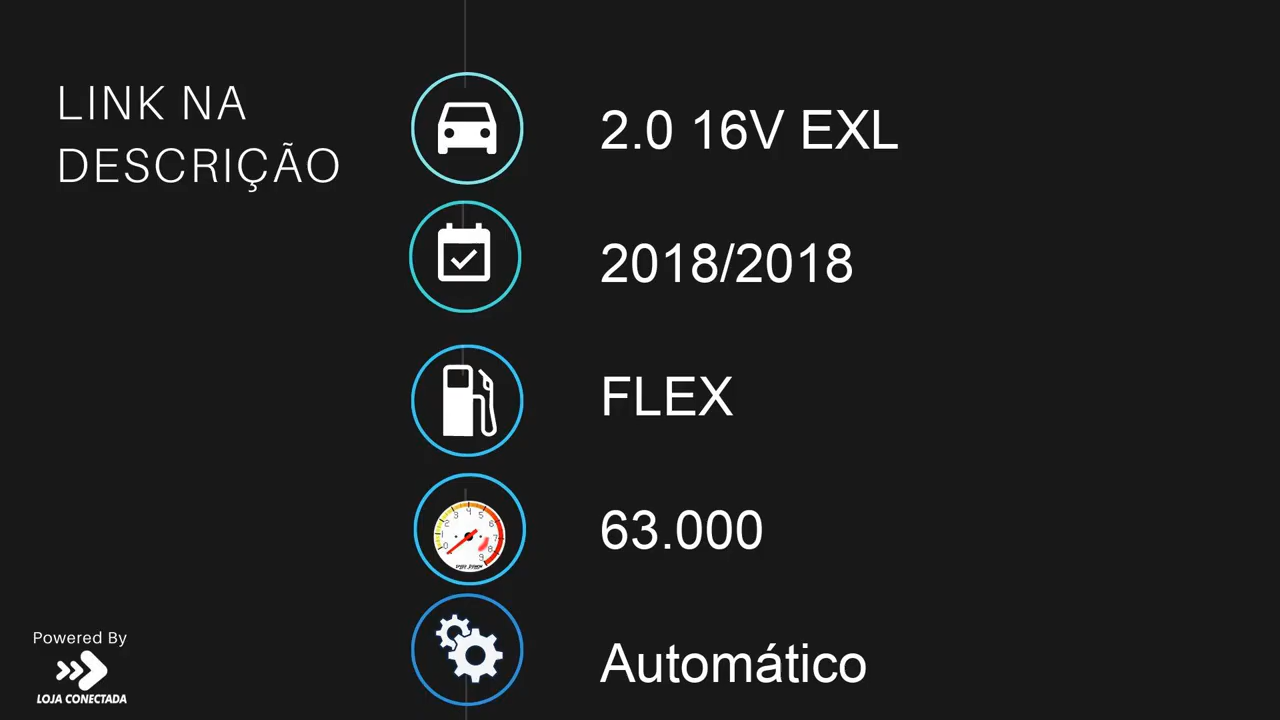 LINK NA
DESCRIÇÃO
2.0 16V EXL
2018/2018
FLEX
63.000
Automático
Powered By
LOJA CONECTADA